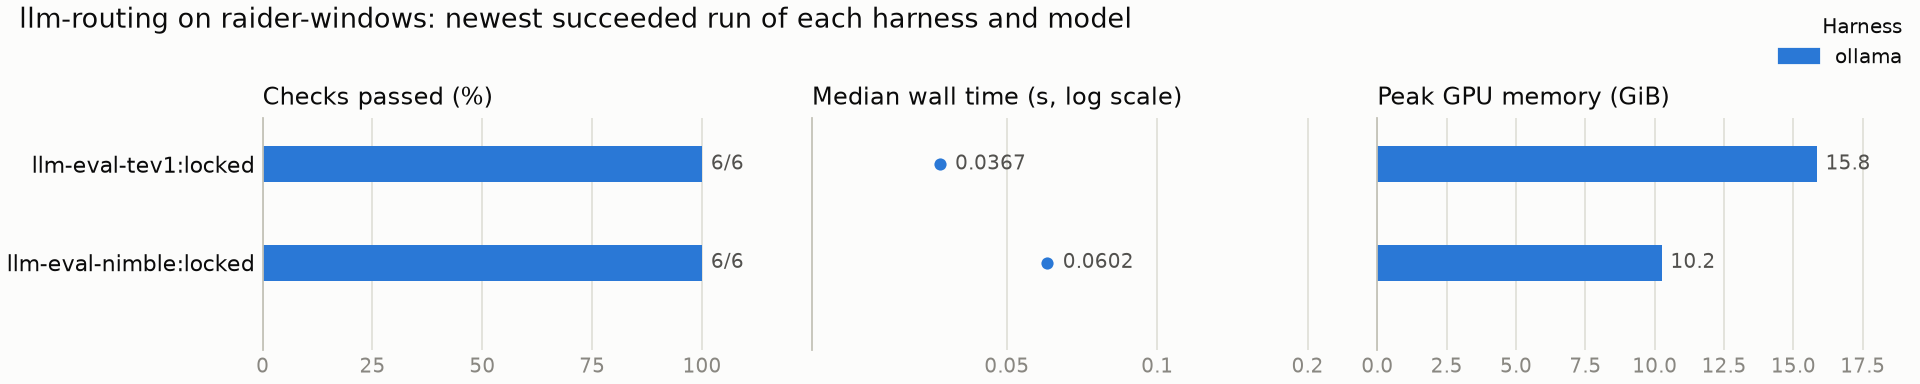 llm-routing on raider-windows: newest succeeded run of each harness and model
Harness
ollama
Checks passed (%)
Median wall time (s, log scale)
Peak GPU memory (GiB)
llm-eval-tev1:locked
6/6
0.0367
15.8
llm-eval-nimble:locked
6/6
0.0602
10.2
0 25 50 75 100
0.05 0.1 0.2
0.0 2.5 5.0 7.5 10.0 12.5 15.0 17.5